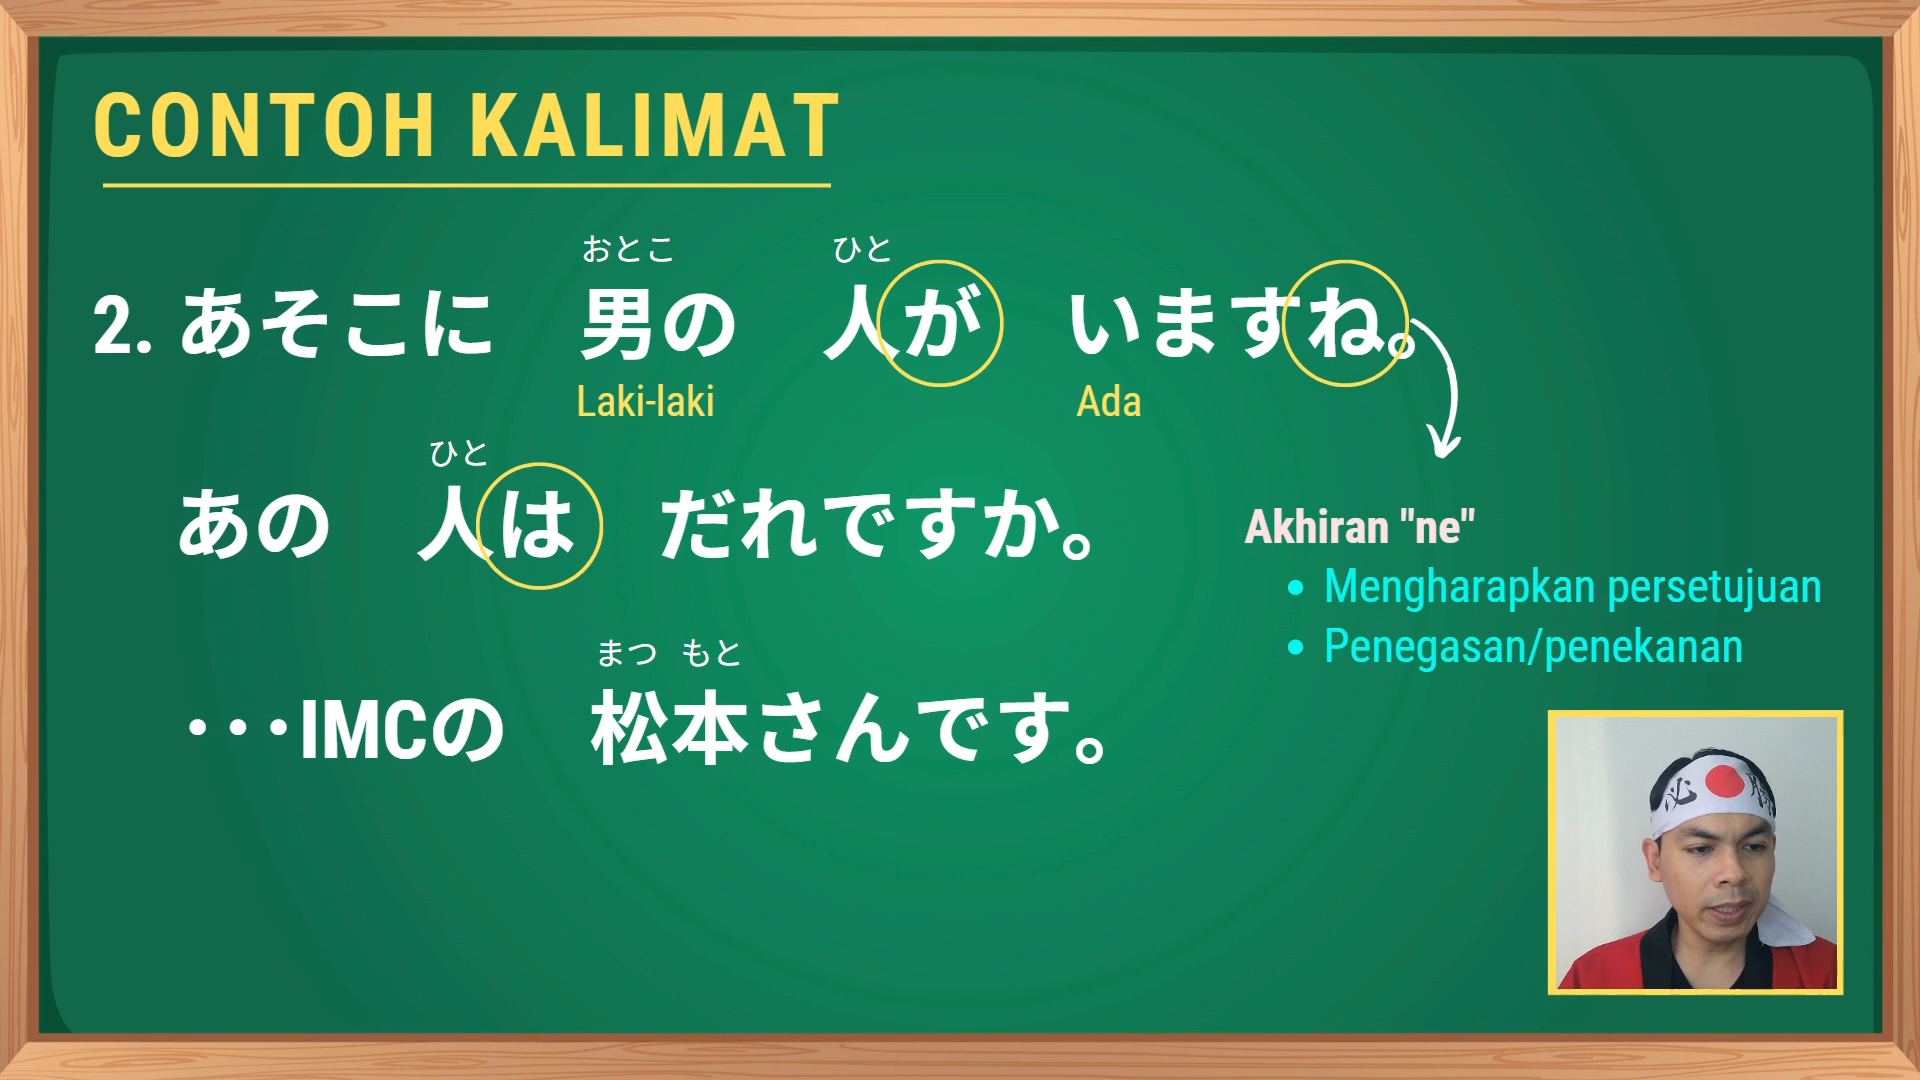 CONTOH KALIMAT
おとこ ひと
2. あそこに 男の 人が いますね。
Laki-laki Ada
ひと
あの 人は だれですか。
Akhiran "ne"
• Mengharapkan persetujuan
• Penegasan/penekanan
まつ もと
・・・IMCの 松本さんです。
必